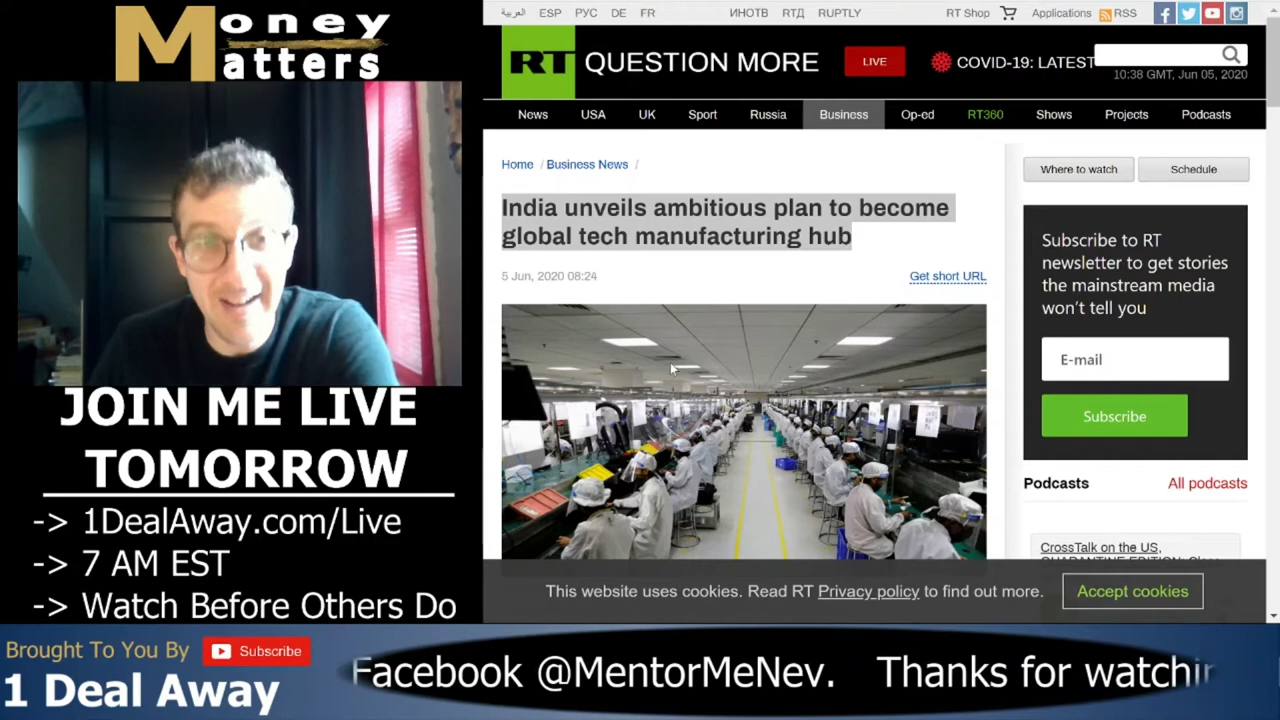 Money
Matters
JOIN ME LIVE
TOMORROW
-> 1DealAway.com/Live
-> 7 AM EST
-> Watch Before Others Do
العربية ESP РУС DE FR ИНОТВ РТД RUPTLY RT Shop Applications RSS
RT QUESTION MORE LIVE COVID-19: LATEST
10:38 GMT, Jun 05, 2020
News USA UK Sport Russia Business Op-ed RT360 Shows Projects Podcasts
Home / Business News /
India unveils ambitious plan to become
global tech manufacturing hub
5 Jun, 2020 08:24
Get short URL
Where to watch Schedule
Subscribe to RT
newsletter to get stories
the mainstream media
won't tell you
E-mail
Subscribe
Podcasts All podcasts
CrossTalk on the US,
This website uses cookies. Read RT Privacy policy to find out more. Accept cookies
Brought To You By Subscribe
1 Deal Away
Facebook @MentorMeNev. Thanks for watchin